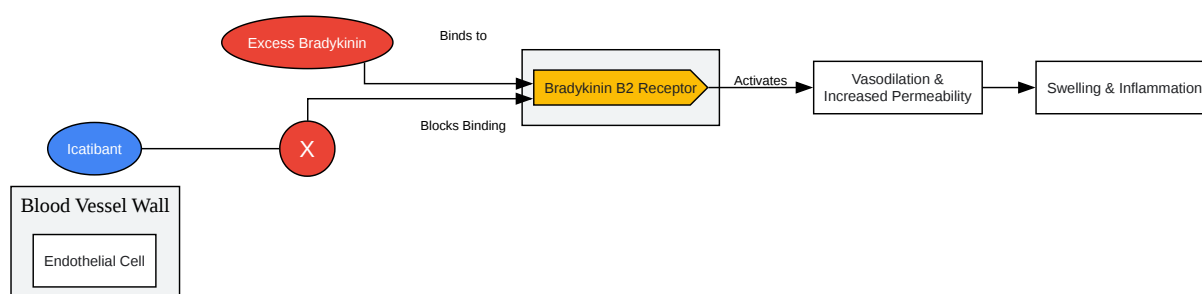 Excess Bradykinin
Binds to
Bradykinin B2 Receptor
Activates
Vasodilation &
Increased Permeability
Swelling & Inflammation
Blocks Binding
Icatibant
X
Blood Vessel Wall
Endothelial Cell